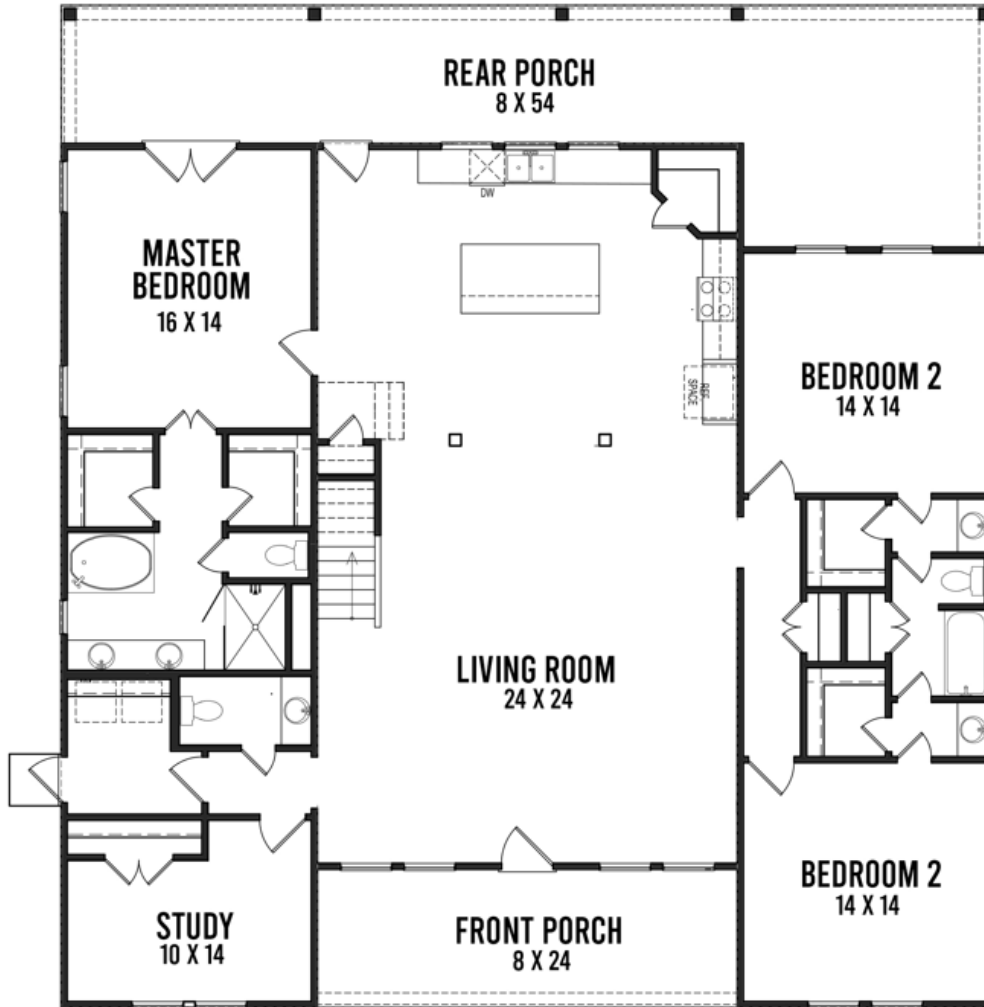 REAR PORCH
8 X 54
DW
MASTER
BEDROOM
16 X 14
BEDROOM 2
14 X 14
REF.
SPACE
LIVING ROOM
24 X 24
BEDROOM 2
14 X 14
STUDY
10 X 14
FRONT PORCH
8 X 24